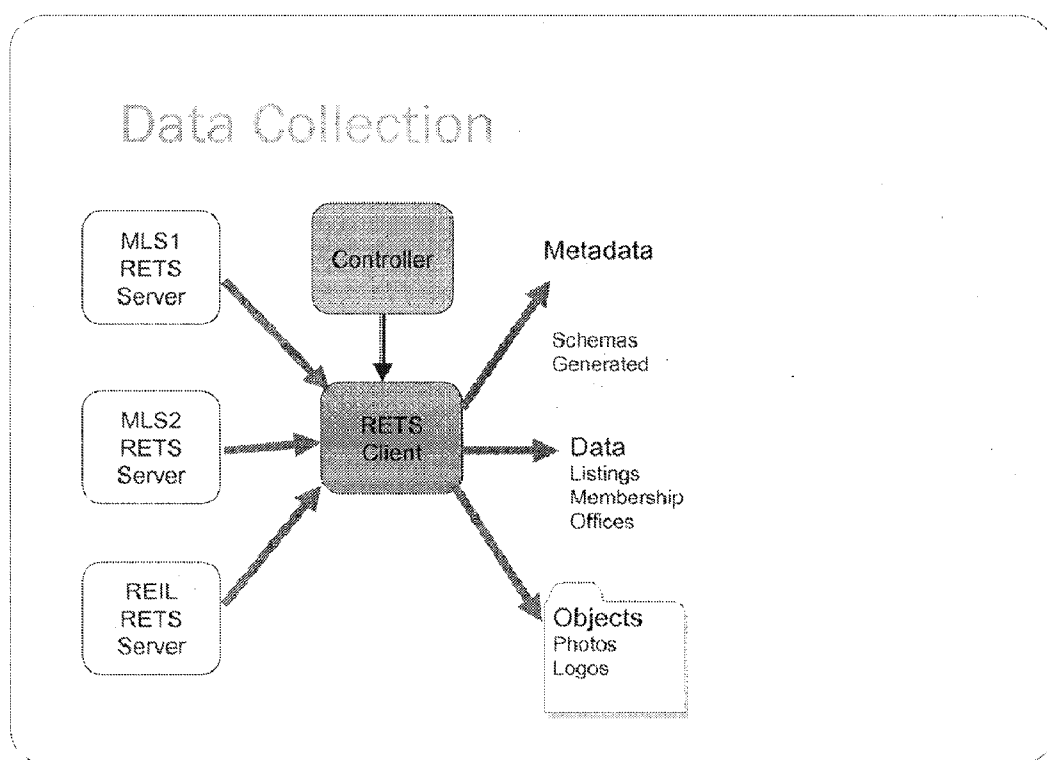 Data Collection
MLS1
RETS
Server
Controller
Metadata
Schemas
Generated
MLS2
RETS
Server
RETS
Client
Data
Listings
Membership
Offices
REIL
RETS
Server
Objects
Photos
Logos